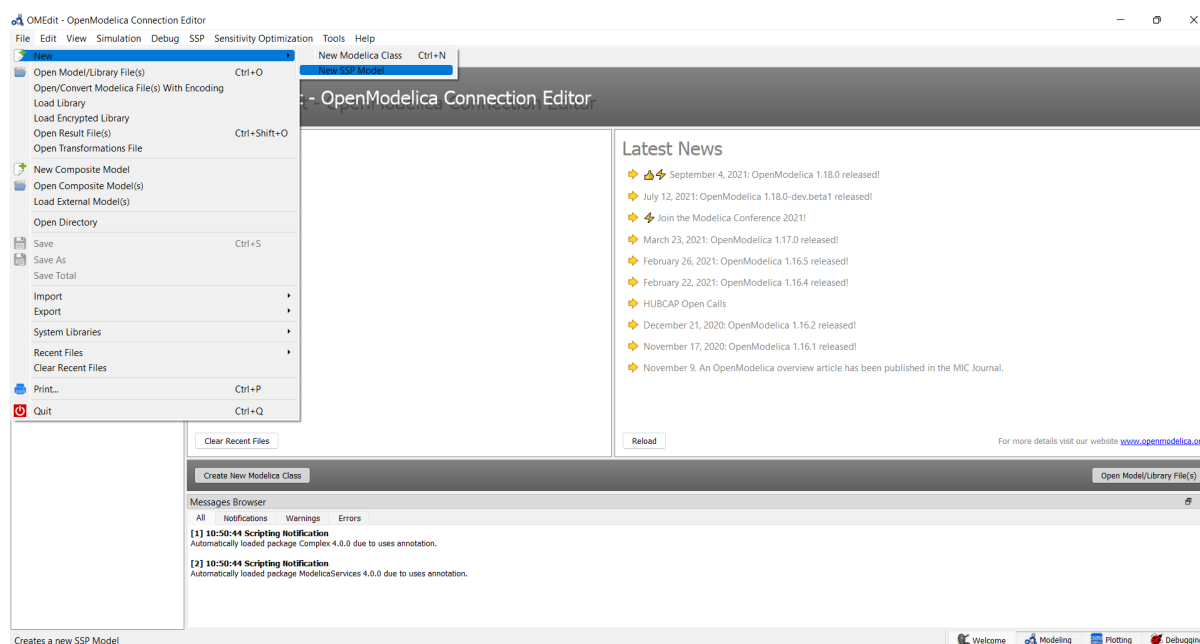 OMEdit - OpenModelica Connection Editor
File Edit View Simulation Debug SSP Sensitivity Optimization Tools Help
New
New Modelica Class Ctrl+N
New SSP Model
Open Model/Library File(s) Ctrl+O
Open/Convert Modelica File(s) With Encoding
Load Library
Load Encrypted Library
Open Result File(s) Ctrl+Shift+O
Open Transformations File
New Composite Model
Open Composite Model(s)
Load External Model(s)
Open Directory
Save Ctrl+S
Save As
Save Total
Import
Export
System Libraries
Recent Files
Clear Recent Files
Print... Ctrl+P
Quit Ctrl+Q
- OpenModelica Connection Editor
Latest News
September 4, 2021: OpenModelica 1.18.0 released!
July 12, 2021: OpenModelica 1.18.0-dev.beta1 released!
Join the Modelica Conference 2021!
March 23, 2021: OpenModelica 1.17.0 released!
February 26, 2021: OpenModelica 1.16.5 released!
February 22, 2021: OpenModelica 1.16.4 released!
HUBCAP Open Calls
December 21, 2020: OpenModelica 1.16.2 released!
November 17, 2020: OpenModelica 1.16.1 released!
November 9. An OpenModelica overview article has been published in the MIC Journal.
Clear Recent Files
Reload
For more details visit our website www.openmodelica.or
Create New Modelica Class
Open Model/Library File(s)
Messages Browser
All Notifications Warnings Errors
[1] 10:50:44 Scripting Notification
Automatically loaded package Complex 4.0.0 due to uses annotation.
[2] 10:50:44 Scripting Notification
Automatically loaded package ModelicaServices 4.0.0 due to uses annotation.
Creates a new SSP Model
Welcome Modeling Plotting Debugging